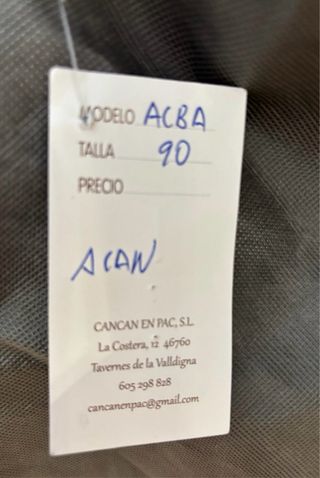 MODELO ACBA
TALLA 90
PRECIO
ACAN
CANCAN EN PAC, S.L.
La Costera, 12 46760
Tavernes de la Valldigna
605 298 828
cancanenpac@gmail.com